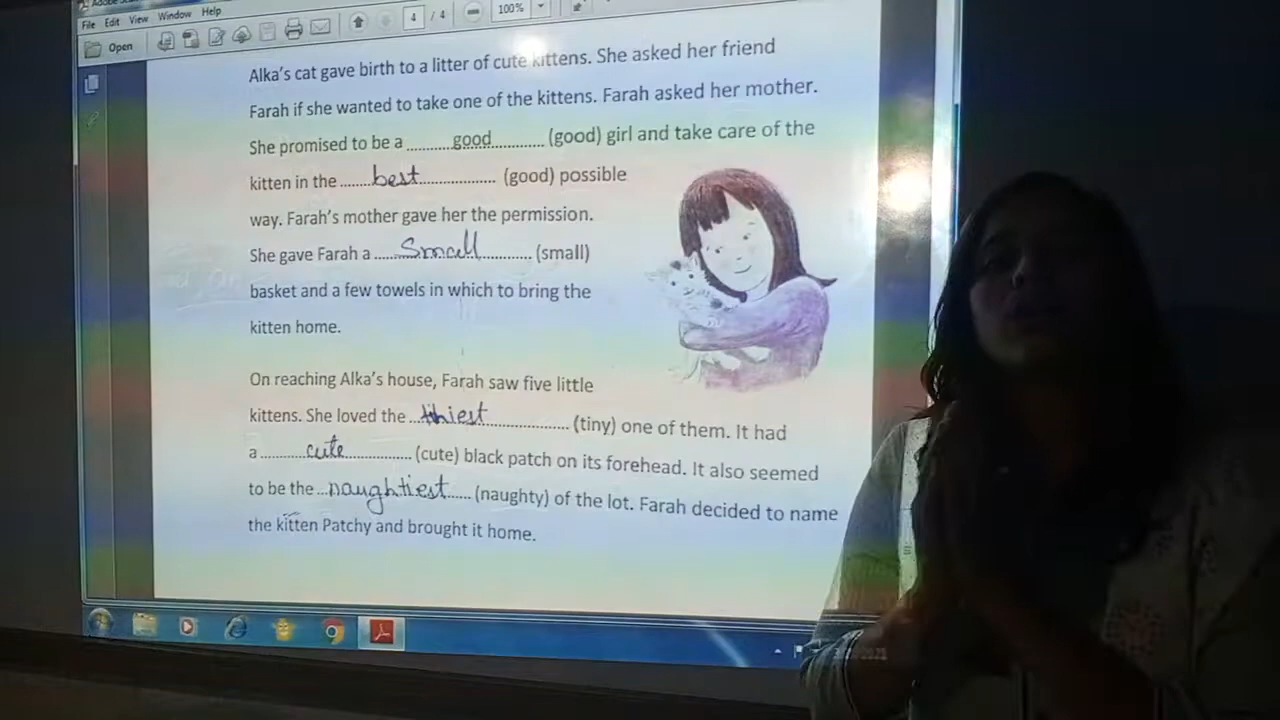 File Edit View Window Help
Open
4 / 4
100%
Alka's cat gave birth to a litter of cute kittens. She asked her friend
Farah if she wanted to take one of the kittens. Farah asked her mother.
She promised to be a ..........good............. (good) girl and take care of the
kitten in the .......best................. (good) possible
way. Farah's mother gave her the permission.
She gave Farah a ......Small............ (small)
basket and a few towels in which to bring the
kitten home.
On reaching Alka's house, Farah saw five little
kittens. She loved the ...tiniest.................... (tiny) one of them. It had
a ...........cute................ (cute) black patch on its forehead. It also seemed
to be the ...naughtiest...... (naughty) of the lot. Farah decided to name
the kitten Patchy and brought it home.